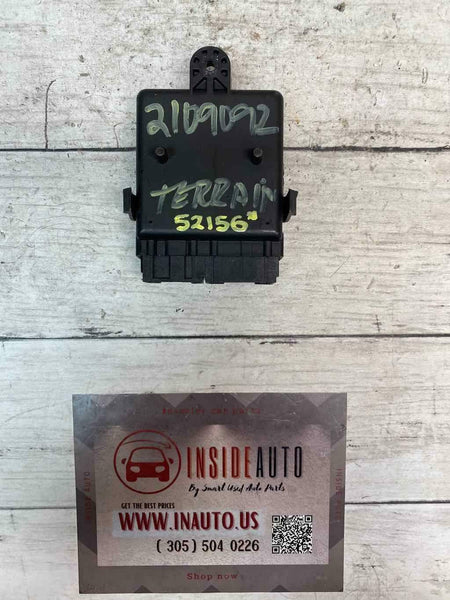 2109092
TERRAIN
52156
INSIDEAUTO
By Smart Used Auto Parts
GET THE BEST PRICES
WWW.INAUTO.US
( 305 ) 504 0226
Shop now